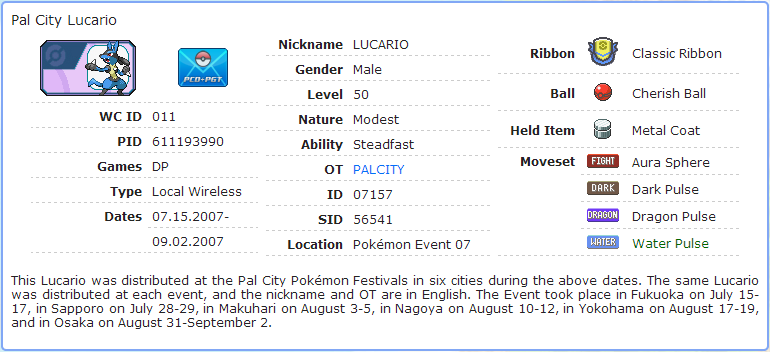 Pal City Lucario
PCD-PGT
WC ID 011
PID 611193990
Games DP
Type Local Wireless
Dates 07.15.2007-
09.02.2007
Nickname LUCARIO
Gender Male
Level 50
Nature Modest
Ability Steadfast
OT PALCITY
ID 07157
SID 56541
Location Pokémon Event 07
Ribbon Classic Ribbon
Ball Cherish Ball
Held Item Metal Coat
Moveset FIGHT Aura Sphere
DARK Dark Pulse
DRAGON Dragon Pulse
WATER Water Pulse
This Lucario was distributed at the Pal City Pokémon Festivals in six cities during the above dates. The same Lucario
was distributed at each event, and the nickname and OT are in English. The Event took place in Fukuoka on July 15-
17, in Sapporo on July 28-29, in Makuhari on August 3-5, in Nagoya on August 10-12, in Yokohama on August 17-19,
and in Osaka on August 31-September 2.